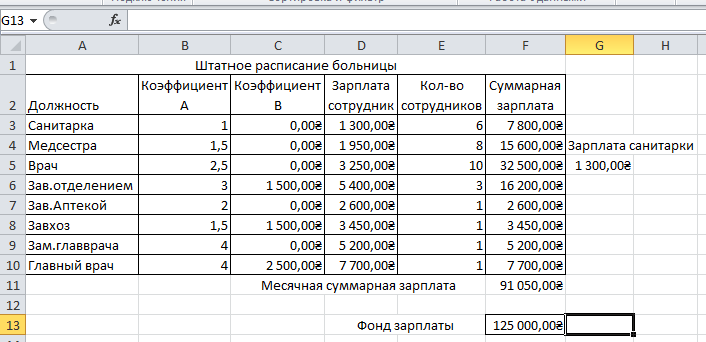 G13 fx
A B C D E F G H
1 Штатное расписание больницы
Коэффициент Коэффициент Зарплата Кол-во Суммарная
2 Должность А В сотрудник сотрудников зарплата
3 Санитарка 1 0,00₴ 1 300,00₴ 6 7 800,00₴
4 Медсестра 1,5 0,00₴ 1 950,00₴ 8 15 600,00₴ Зарплата санитарки
5 Врач 2,5 0,00₴ 3 250,00₴ 10 32 500,00₴ 1 300,00₴
6 Зав.отделением 3 1 500,00₴ 5 400,00₴ 3 16 200,00₴
7 Зав.Аптекой 2 0,00₴ 2 600,00₴ 1 2 600,00₴
8 Завхоз 1,5 1 500,00₴ 3 450,00₴ 1 3 450,00₴
9 Зам.главврача 4 0,00₴ 5 200,00₴ 1 5 200,00₴
10 Главный врач 4 2 500,00₴ 7 700,00₴ 1 7 700,00₴
11 Месячная суммарная зарплата 91 050,00₴
12
13 Фонд зарплаты 125 000,00₴